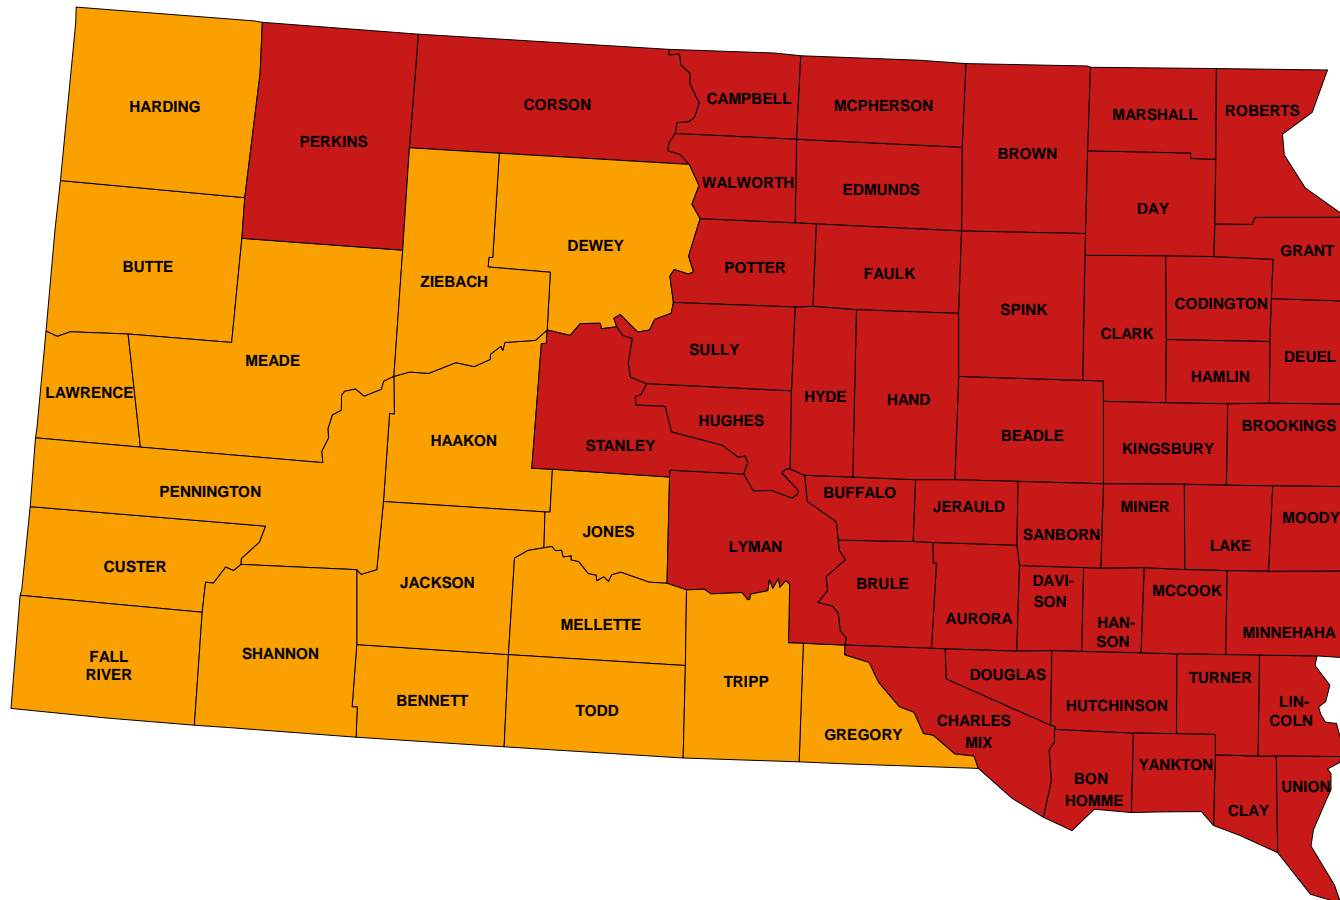 HARDING
PERKINS
CORSON
CAMPBELL
MCPHERSON
BROWN
MARSHALL
ROBERTS
WALWORTH
EDMUNDS
DAY
BUTTE
ZIEBACH
DEWEY
POTTER
FAULK
SPINK
GRANT
CODINGTON
CLARK
DEUEL
HAMLIN
LAWRENCE
MEADE
HAAKON
STANLEY
SULLY
HUGHES
HYDE
HAND
BEADLE
KINGSBURY
BROOKINGS
PENNINGTON
JONES
LYMAN
BUFFALO
JERAULD
SANBORN
MINER
LAKE
MOODY
CUSTER
JACKSON
MELLETTE
BRULE
AURORA
DAVI-
SON
HAN-
SON
MCCOOK
MINNEHAHA
FALL
RIVER
SHANNON
BENNETT
TODD
TRIPP
GREGORY
CHARLES
MIX
DOUGLAS
HUTCHINSON
TURNER
LIN-
COLN
BON
HOMME
YANKTON
CLAY
UNION